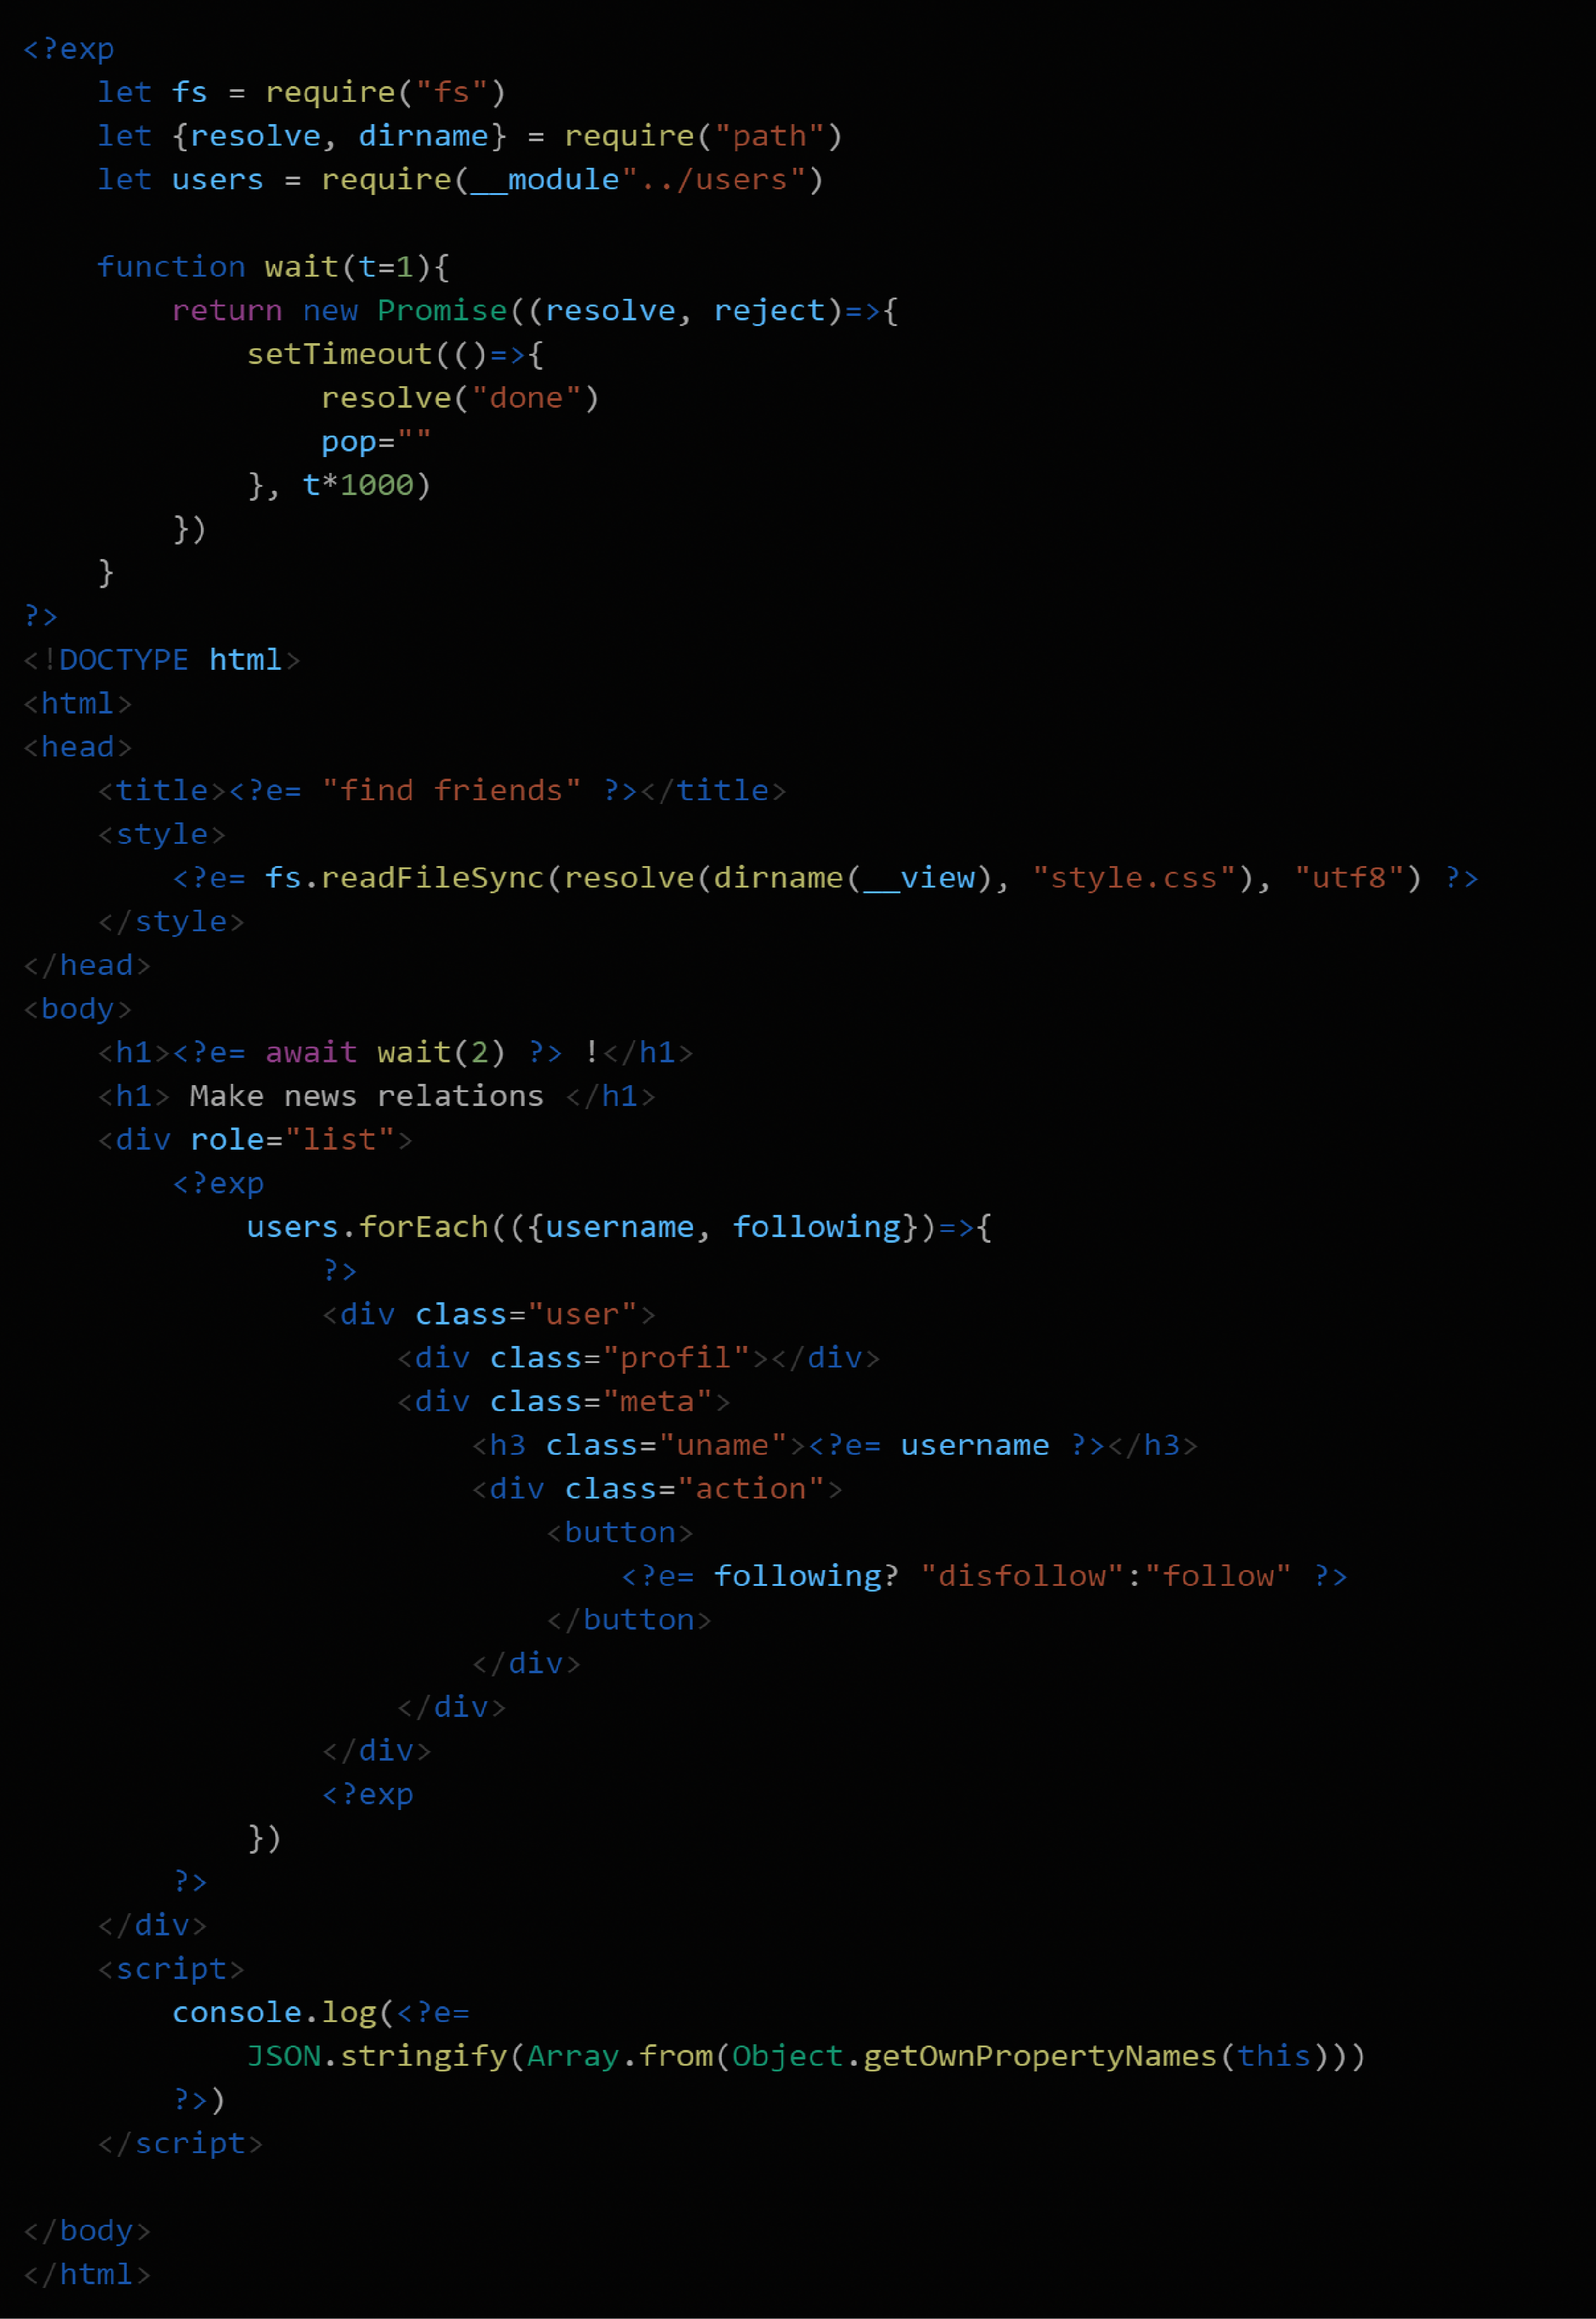 <?exp
    let fs = require("fs")
    let {resolve, dirname} = require("path")
    let users = require(__module"../users")

    function wait(t=1){
        return new Promise((resolve, reject)=>{
            setTimeout(()=>{
                resolve("done")
                pop=""
            }, t*1000)
        })
    }
?>
<!DOCTYPE html>
<html>
<head>
    <title><?e= "find friends" ?></title>
    <style>
        <?e= fs.readFileSync(resolve(dirname(__view), "style.css"), "utf8") ?>
    </style>
</head>
<body>
    <h1><?e= await wait(2) ?> !</h1>
    <h1> Make news relations </h1>
    <div role="list">
        <?exp
            users.forEach(({username, following})=>{
                ?>
                <div class="user">
                    <div class="profil"></div>
                    <div class="meta">
                        <h3 class="uname"><?e= username ?></h3>
                        <div class="action">
                            <button>
                                <?e= following? "disfollow":"follow" ?>
                            </button>
                        </div>
                    </div>
                </div>
                <?exp
            })
        ?>
    </div>
    <script>
        console.log(<?e=
            JSON.stringify(Array.from(Object.getOwnPropertyNames(this)))
        ?>)
    </script>

</body>
</html>